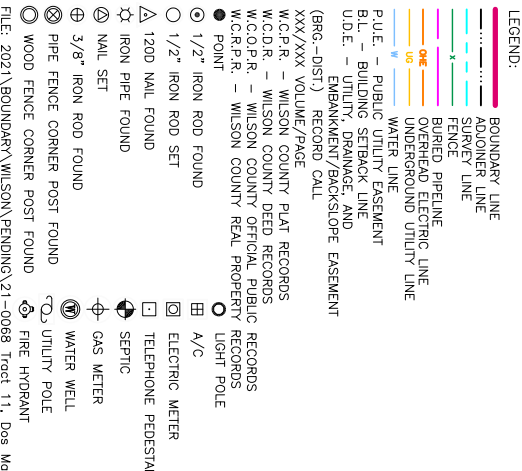 LEGEND:
BOUNDARY LINE
ADJOINER LINE
SURVEY LINE
X FENCE
BURIED PIPELINE
OHE OVERHEAD ELECTRIC LINE
UG UNDERGROUND UTILITY LINE
W WATER LINE
P.U.E. – PUBLIC UTILITY EASEMENT
B.L. – BUILDING SETBACK LINE
U.D.E. – UTILITY, DRAINAGE, AND
EMBANKMENT/BACKSLOPE EASEMENT
(BRG.–DIST.) RECORD CALL
XXX/XXX VOLUME/PAGE
W.C.P.R. – WILSON COUNTY PLAT RECORDS
W.C.D.R. – WILSON COUNTY DEED RECORDS
W.C.O.P.R. – WILSON COUNTY OFFICIAL PUBLIC RECORDS
W.C.R.P.R. – WILSON COUNTY REAL PROPERTY RECORDS
POINT
1/2" IRON ROD FOUND
1/2" IRON ROD SET
120D NAIL FOUND
IRON PIPE FOUND
NAIL SET
3/8" IRON ROD FOUND
PIPE FENCE CORNER POST FOUND
WOOD FENCE CORNER POST FOUND
LIGHT POLE
A/C
ELECTRIC METER
TELEPHONE PEDESTAL
SEPTIC
GAS METER
W WATER WELL
UTILITY POLE
FIRE HYDRANT
FILE: 2021\BOUNDARY\WILSON\PENDING\21-0068 Tract 11, Dos Ma